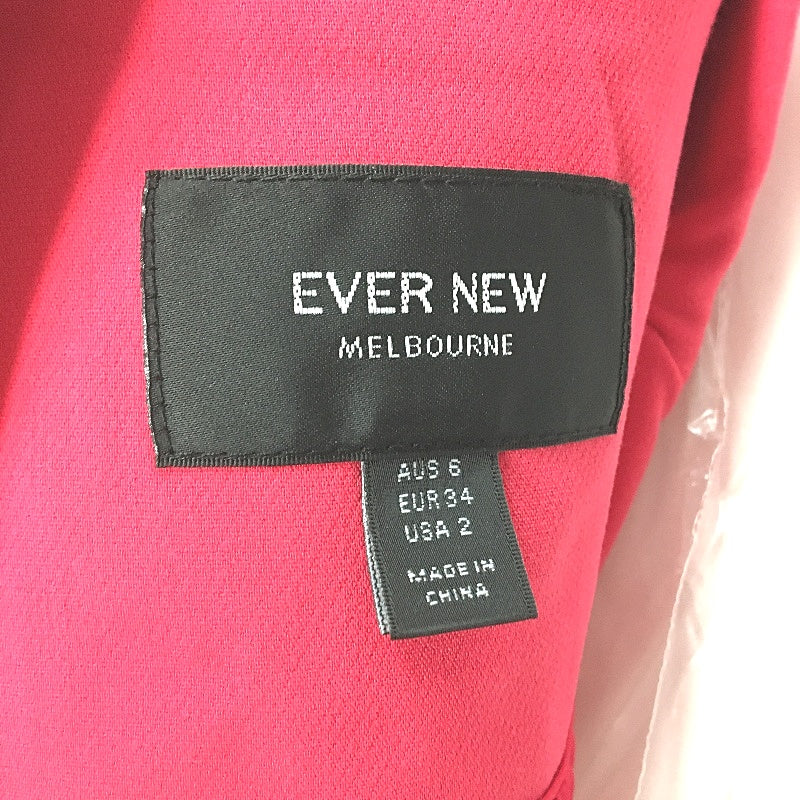 EVER NEW
MELBOURNE
AUS 6
EUR 34
USA 2
MADE IN
CHINA